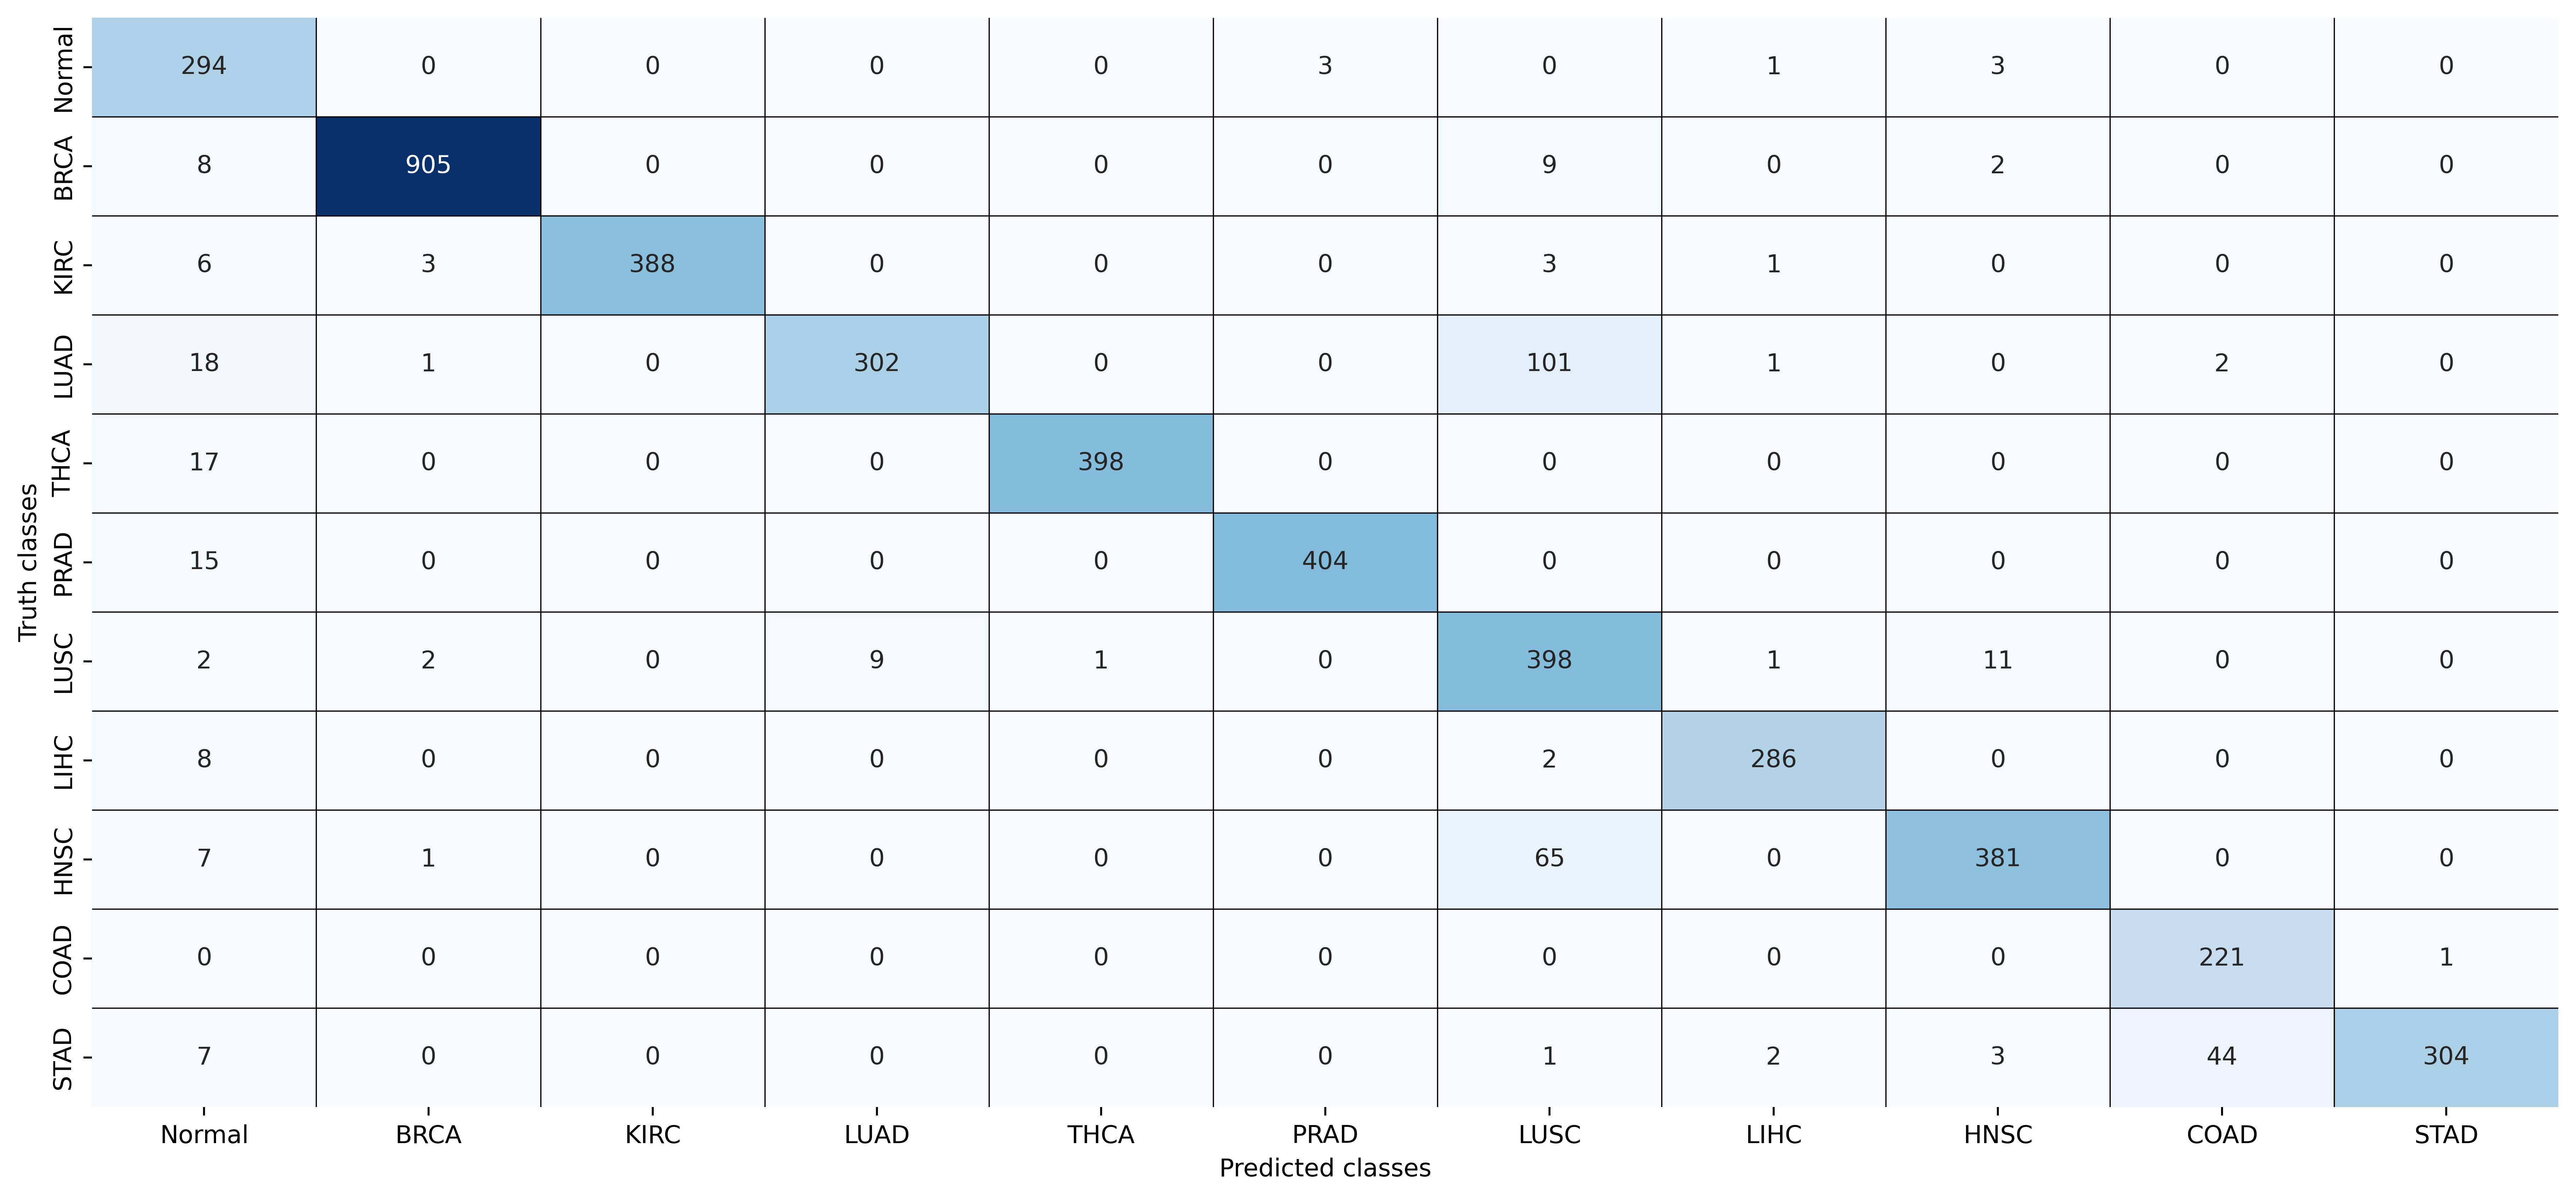 Truth classes
Normal 294 0 0 0 0 3 0 1 3 0 0
BRCA 8 905 0 0 0 0 9 0 2 0 0
KIRC 6 3 388 0 0 0 3 1 0 0 0
LUAD 18 1 0 302 0 0 101 1 0 2 0
THCA 17 0 0 0 398 0 0 0 0 0 0
PRAD 15 0 0 0 0 404 0 0 0 0 0
LUSC 2 2 0 9 1 0 398 1 11 0 0
LIHC 8 0 0 0 0 0 2 286 0 0 0
HNSC 7 1 0 0 0 0 65 0 381 0 0
COAD 0 0 0 0 0 0 0 0 0 221 1
STAD 7 0 0 0 0 0 1 2 3 44 304
Normal BRCA KIRC LUAD THCA PRAD LUSC LIHC HNSC COAD STAD
Predicted classes